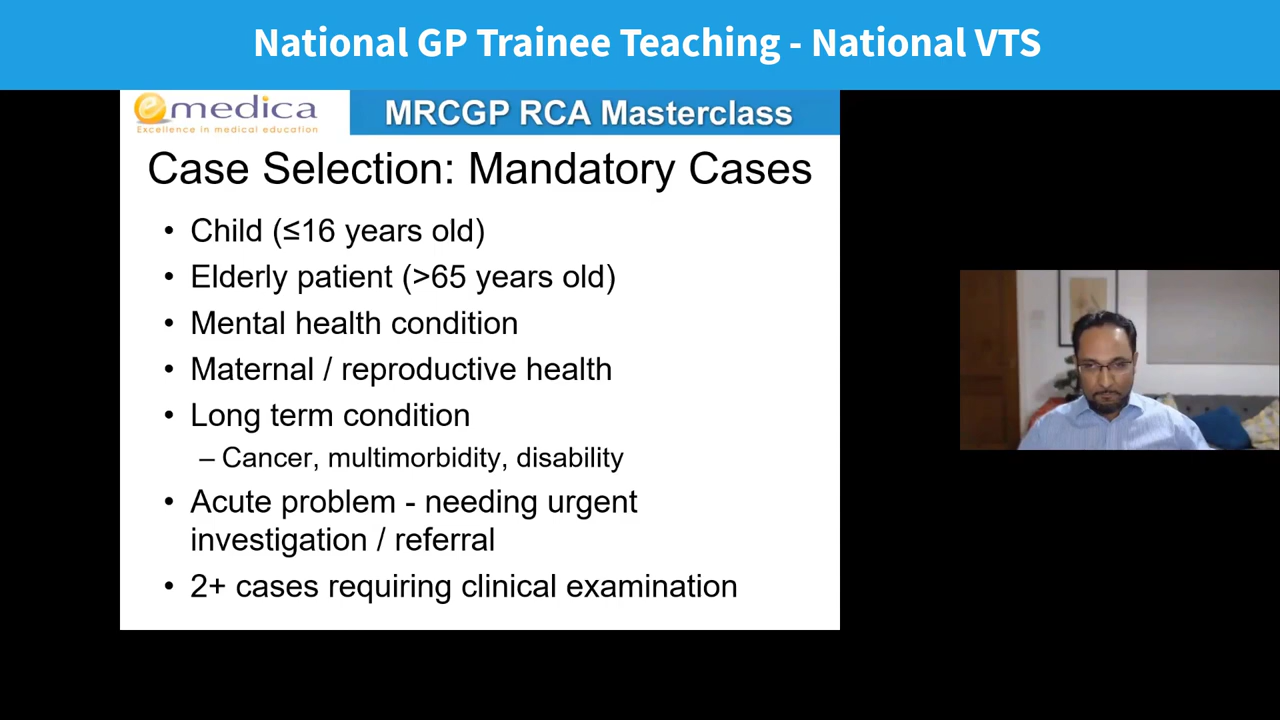 National GP Trainee Teaching - National VTS
emedica
Excellence in medical education
MRCGP RCA Masterclass
Case Selection: Mandatory Cases
• Child (≤16 years old)
• Elderly patient (>65 years old)
• Mental health condition
• Maternal / reproductive health
• Long term condition
– Cancer, multimorbidity, disability
• Acute problem - needing urgent
investigation / referral
• 2+ cases requiring clinical examination